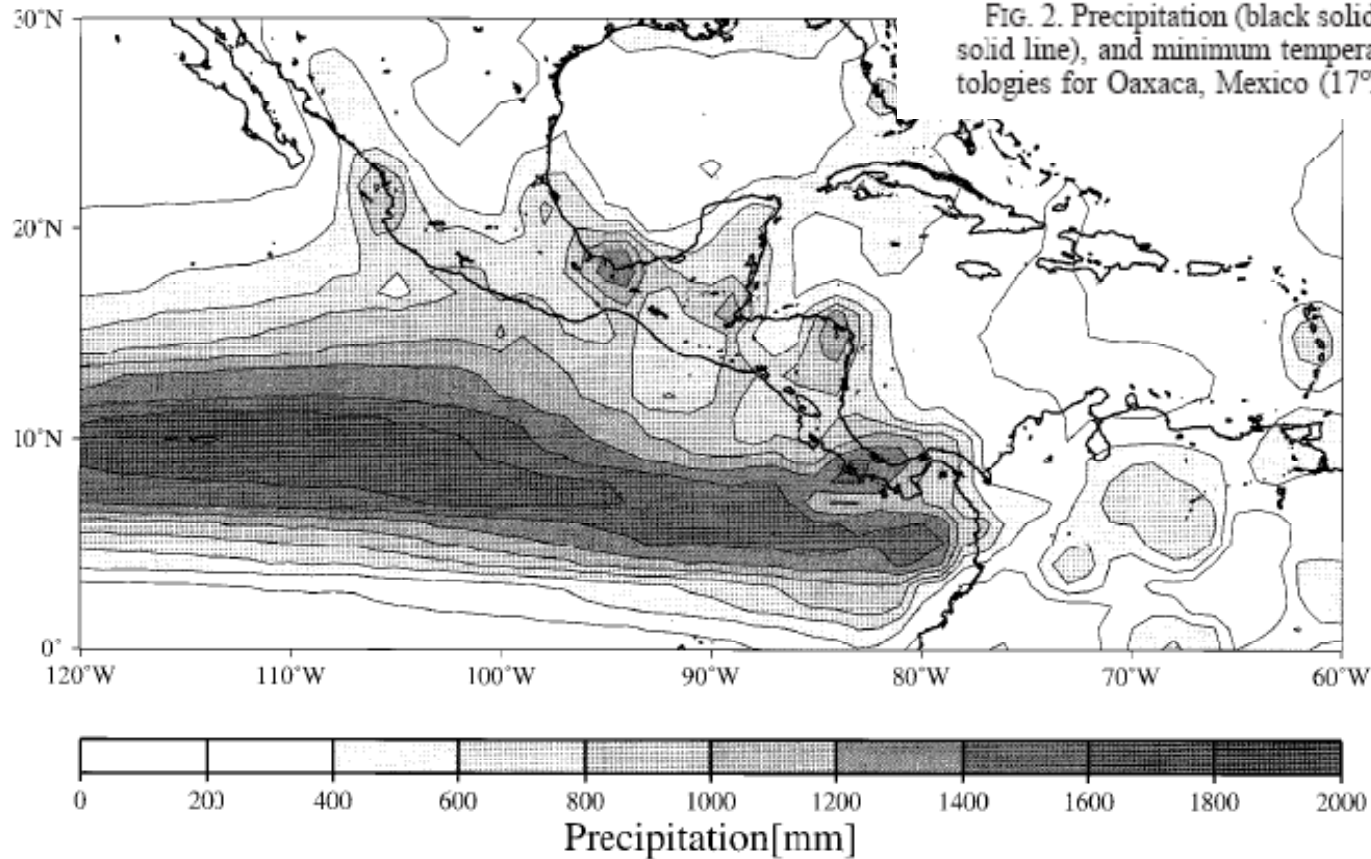 30°N
FIG. 2. Precipitation (black solid
solid line), and minimum tempera
tologies for Oaxaca, Mexico (17°
20°N
10°N
0°
120°W 110°W 100°W 90°W 80°W 70°W 60°W
0 200 400 600 800 1000 1200 1400 1600 1800 2000
Precipitation[mm]